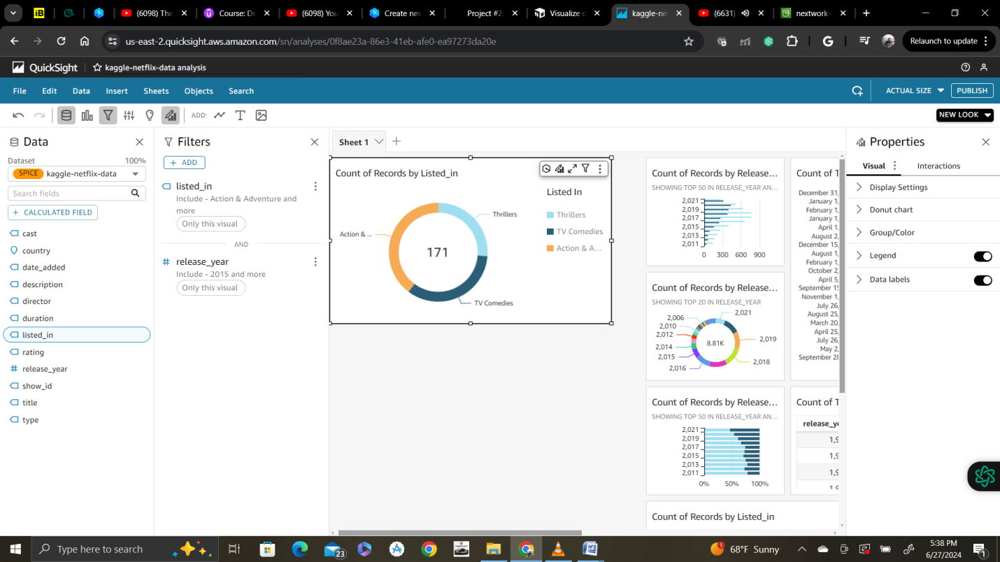 iB
(6098) The
Course: De
(6098) You
Create new
Project #2:
Visualize d
kaggle-net
(6631)
nextwork-
us-east-2.quicksight.aws.amazon.com/sn/analyses/0f8ae23a-86e3-41eb-afe0-ea97273da20e
Relaunch to update
QuickSight
kaggle-netflix-data analysis
File
Edit
Data
Insert
Sheets
Objects
Search
ACTUAL SIZE
PUBLISH
ADD:
NEW LOOK
Data
Dataset
100%
SPICE
kaggle-netflix-data
Search fields
+ CALCULATED FIELD
cast
country
date_added
description
director
duration
listed_in
rating
release_year
show_id
title
type
Filters
+ ADD
listed_in
Include - Action & Adventure and
more
Only this visual
AND
release_year
Include - 2015 and more
Only this visual
Sheet 1
Count of Records by Listed_in
Thrillers
Action & ...
171
TV Comedies
Listed In
Thrillers
TV Comedies
Action & A...
Count of Records by Release...
SHOWING TOP 50 IN RELEASE_YEAR AN...
2,021
2,019
2,017
2,015
2,013
2,011
0 300 600 900
Count of Records by Release...
SHOWING TOP 20 IN RELEASE_YEAR
2,006
2,010
2,012
2,014
2,015
2,016
8.81K
2,021
2,019
2,018
Count of Records by Release...
SHOWING TOP 50 IN RELEASE_YEAR AN...
2,021
2,019
2,017
2,015
2,013
2,011
0% 50% 100%
Count of Records by Listed_in
Count of T
December 31,
January 1,
February 1,
January 1,
April 1,
August 2,
December 15,
August 1,
February 1,
October 2,
April 5,
September 15
November 1,
July 26,
August 25,
March 20,
April 25,
July 26,
May 2,
September 28
Count of T
release_ye
1,9
1,9
1,9
1,9
Properties
Visual
Interactions
Display Settings
Donut chart
Group/Color
Legend
Data labels
Type here to search
23
1
68°F Sunny
5:38 PM
6/27/2024
1